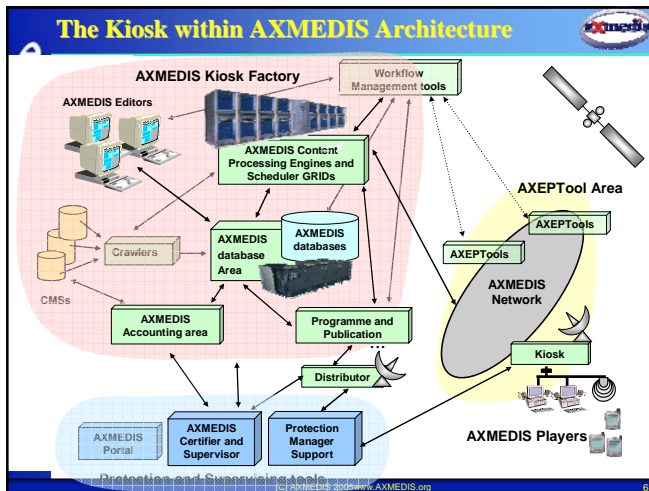 The Kiosk within AXMEDIS Architecture
axmedis
AXMEDIS Kiosk Factory
Workflow
Management tools
AXMEDIS Editors
AXMEDIS Content
Processing Engines and
Scheduler GRIDs
AXEPTool Area
AXEPTools
AXEPTools
AXMEDIS
database
Area
AXMEDIS
databases
Crawlers
CMSs
AXMEDIS
Network
AXMEDIS
Accounting area
Programme and
Publication
...
Kiosk
Distributor
AXMEDIS
Portal
AXMEDIS
Certifier and
Supervisor
Protection
Manager
Support
AXMEDIS Players
Protection and Supervising tools
(C) AXMEDIS 2005www.AXMEDIS.org
6